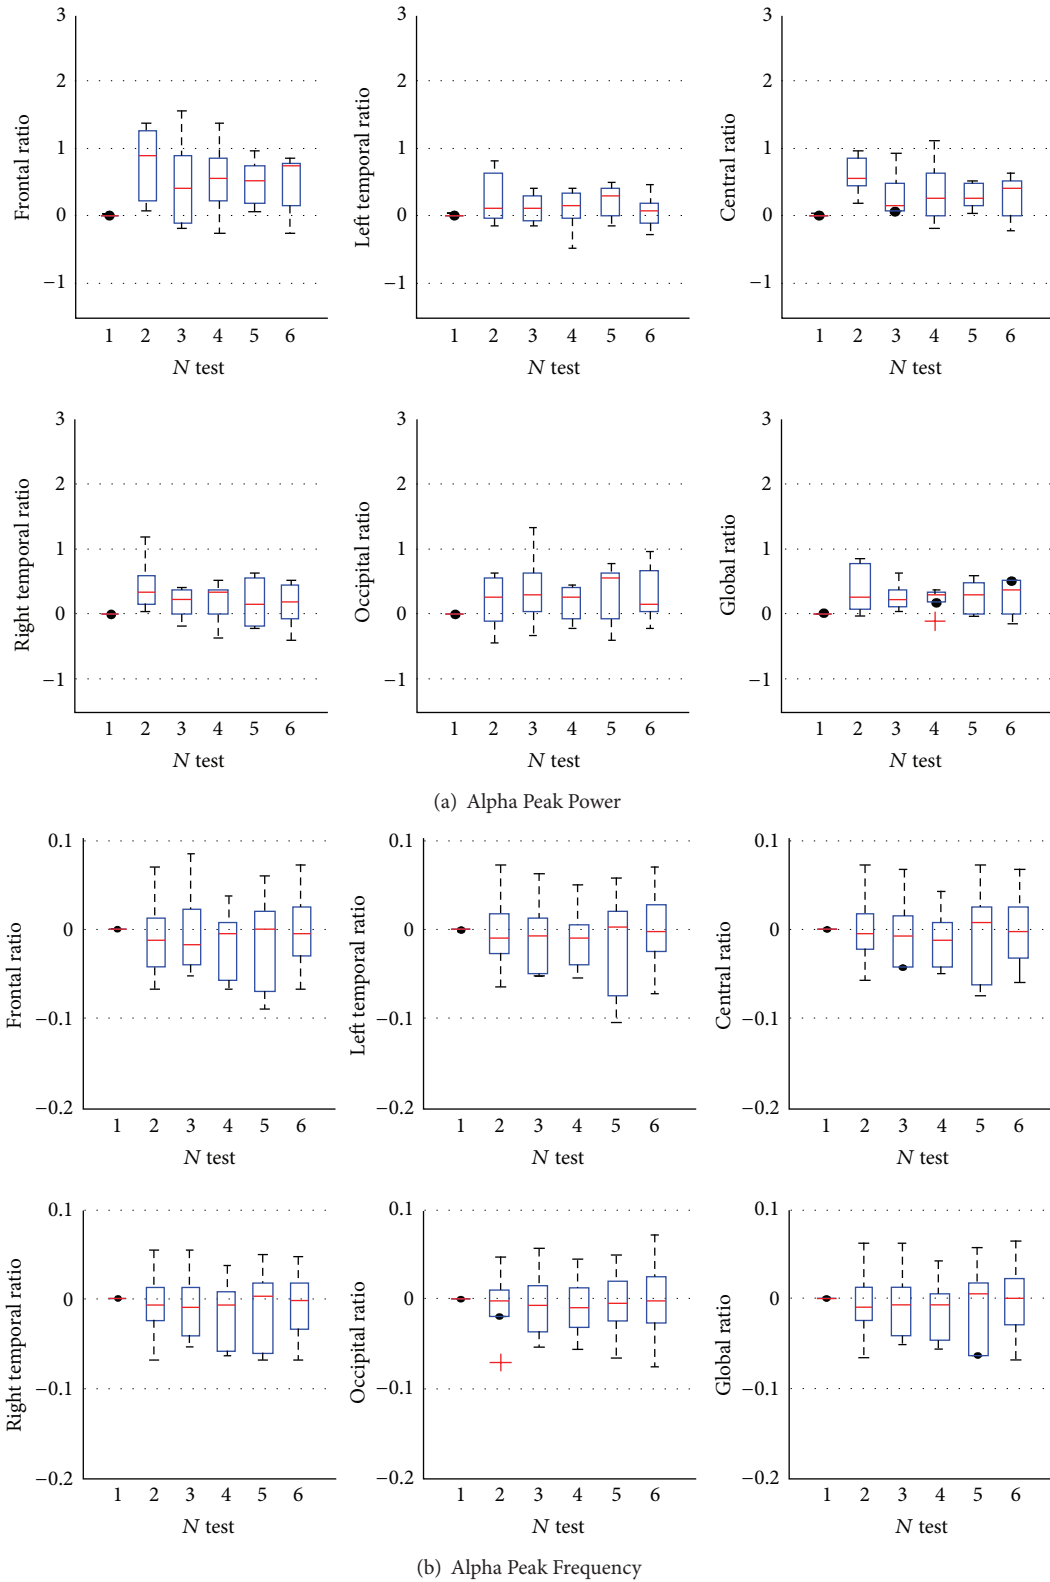 3 3 3
2 2 2
1 1 1
0 0 0
−1 −1 −1
Frontal ratio Left temporal ratio Central ratio
1 2 3 4 5 6 1 2 3 4 5 6 1 2 3 4 5 6
N test N test N test
3 3 3
2 2 2
1 1 1
0 0 0
−1 −1 −1
Right temporal ratio Occipital ratio Global ratio
1 2 3 4 5 6 1 2 3 4 5 6 1 2 3 4 5 6
N test N test N test
(a) Alpha Peak Power
0.1 0.1 0.1
0 0 0
−0.1 −0.1 −0.1
−0.2 −0.2 −0.2
Frontal ratio Left temporal ratio Central ratio
1 2 3 4 5 6 1 2 3 4 5 6 1 2 3 4 5 6
N test N test N test
0.1 0.1 0.1
0 0 0
−0.1 −0.1 −0.1
−0.2 −0.2 −0.2
Right temporal ratio Occipital ratio Global ratio
1 2 3 4 5 6 1 2 3 4 5 6 1 2 3 4 5 6
N test N test N test
(b) Alpha Peak Frequency